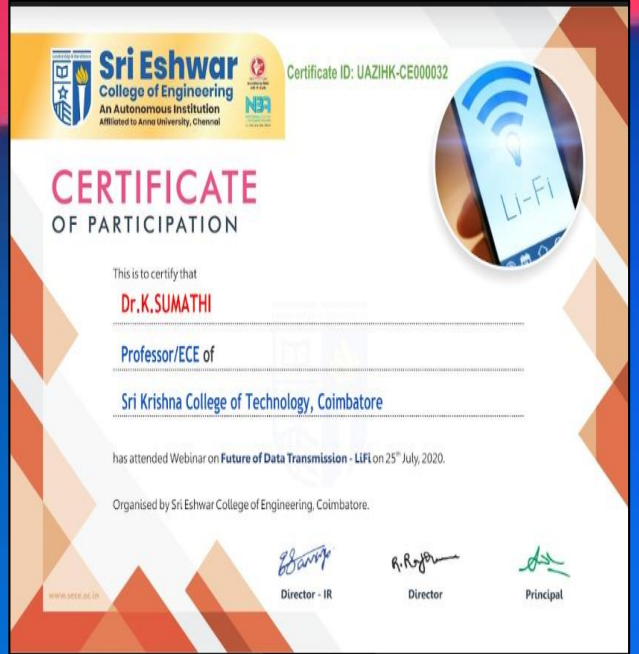 Sri Eshwar
College of Engineering
An Autonomous Institution
Affiliated to Anna University, Chennai
NBA
Certificate ID: UAZIHK-CE000032
Li-Fi
CERTIFICATE
OF PARTICIPATION
This is to certify that
Dr.K.SUMATHI
Professor/ECE of
Sri Krishna College of Technology, Coimbatore
has attended Webinar on Future of Data Transmission - LiFi on 25th July, 2020.
Organised by Sri Eshwar College of Engineering, Coimbatore.
Director - IR
Director
Principal
www.sece.ac.in